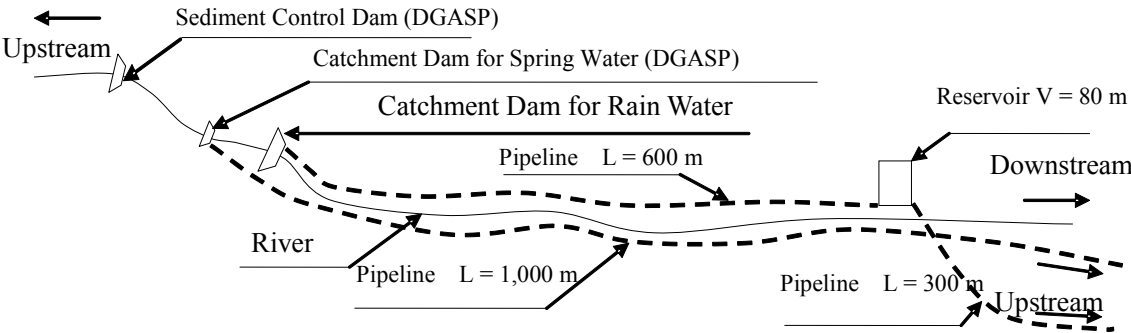 Sediment Control Dam (DGASP)
Upstream
Catchment Dam for Spring Water (DGASP)
Catchment Dam for Rain Water
Reservoir V = 80 m
Pipeline L = 600 m
Downstream
River
Pipeline L = 1,000 m
Pipeline L = 300 m
Upstream